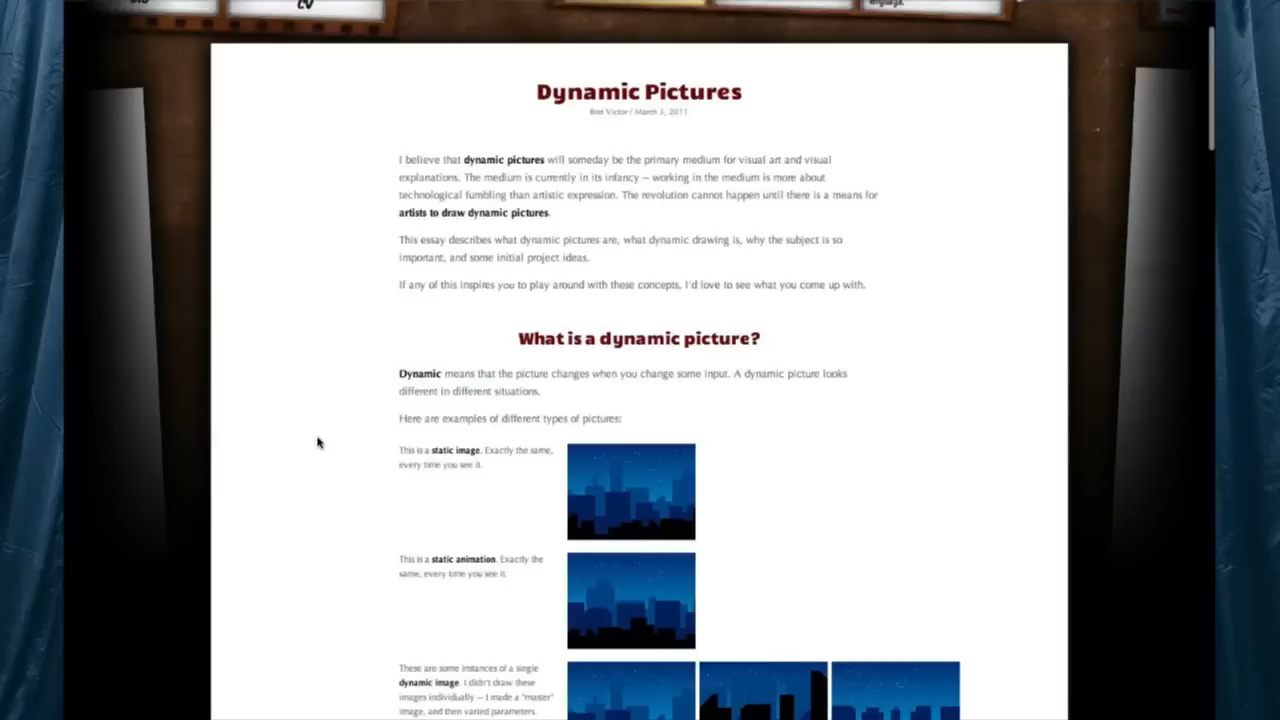 CV
language.
Dynamic Pictures
Bret Victor / March 3, 2011
I believe that dynamic pictures will someday be the primary medium for visual art and visual
explanations. The medium is currently in its infancy — working in the medium is more about
technological fumbling than artistic expression. The revolution cannot happen until there is a means for
artists to draw dynamic pictures.
This essay describes what dynamic pictures are, what dynamic drawing is, why the subject is so
important, and some initial project ideas.
If any of this inspires you to play around with these concepts, I'd love to see what you come up with.
What is a dynamic picture?
Dynamic means that the picture changes when you change some input. A dynamic picture looks
different in different situations.
Here are examples of different types of pictures:
This is a static image. Exactly the same,
every time you see it.
This is a static animation. Exactly the
same, every time you see it.
These are some instances of a single
dynamic image. I didn't draw these
images individually — I made a "master"
image, and then varied parameters.